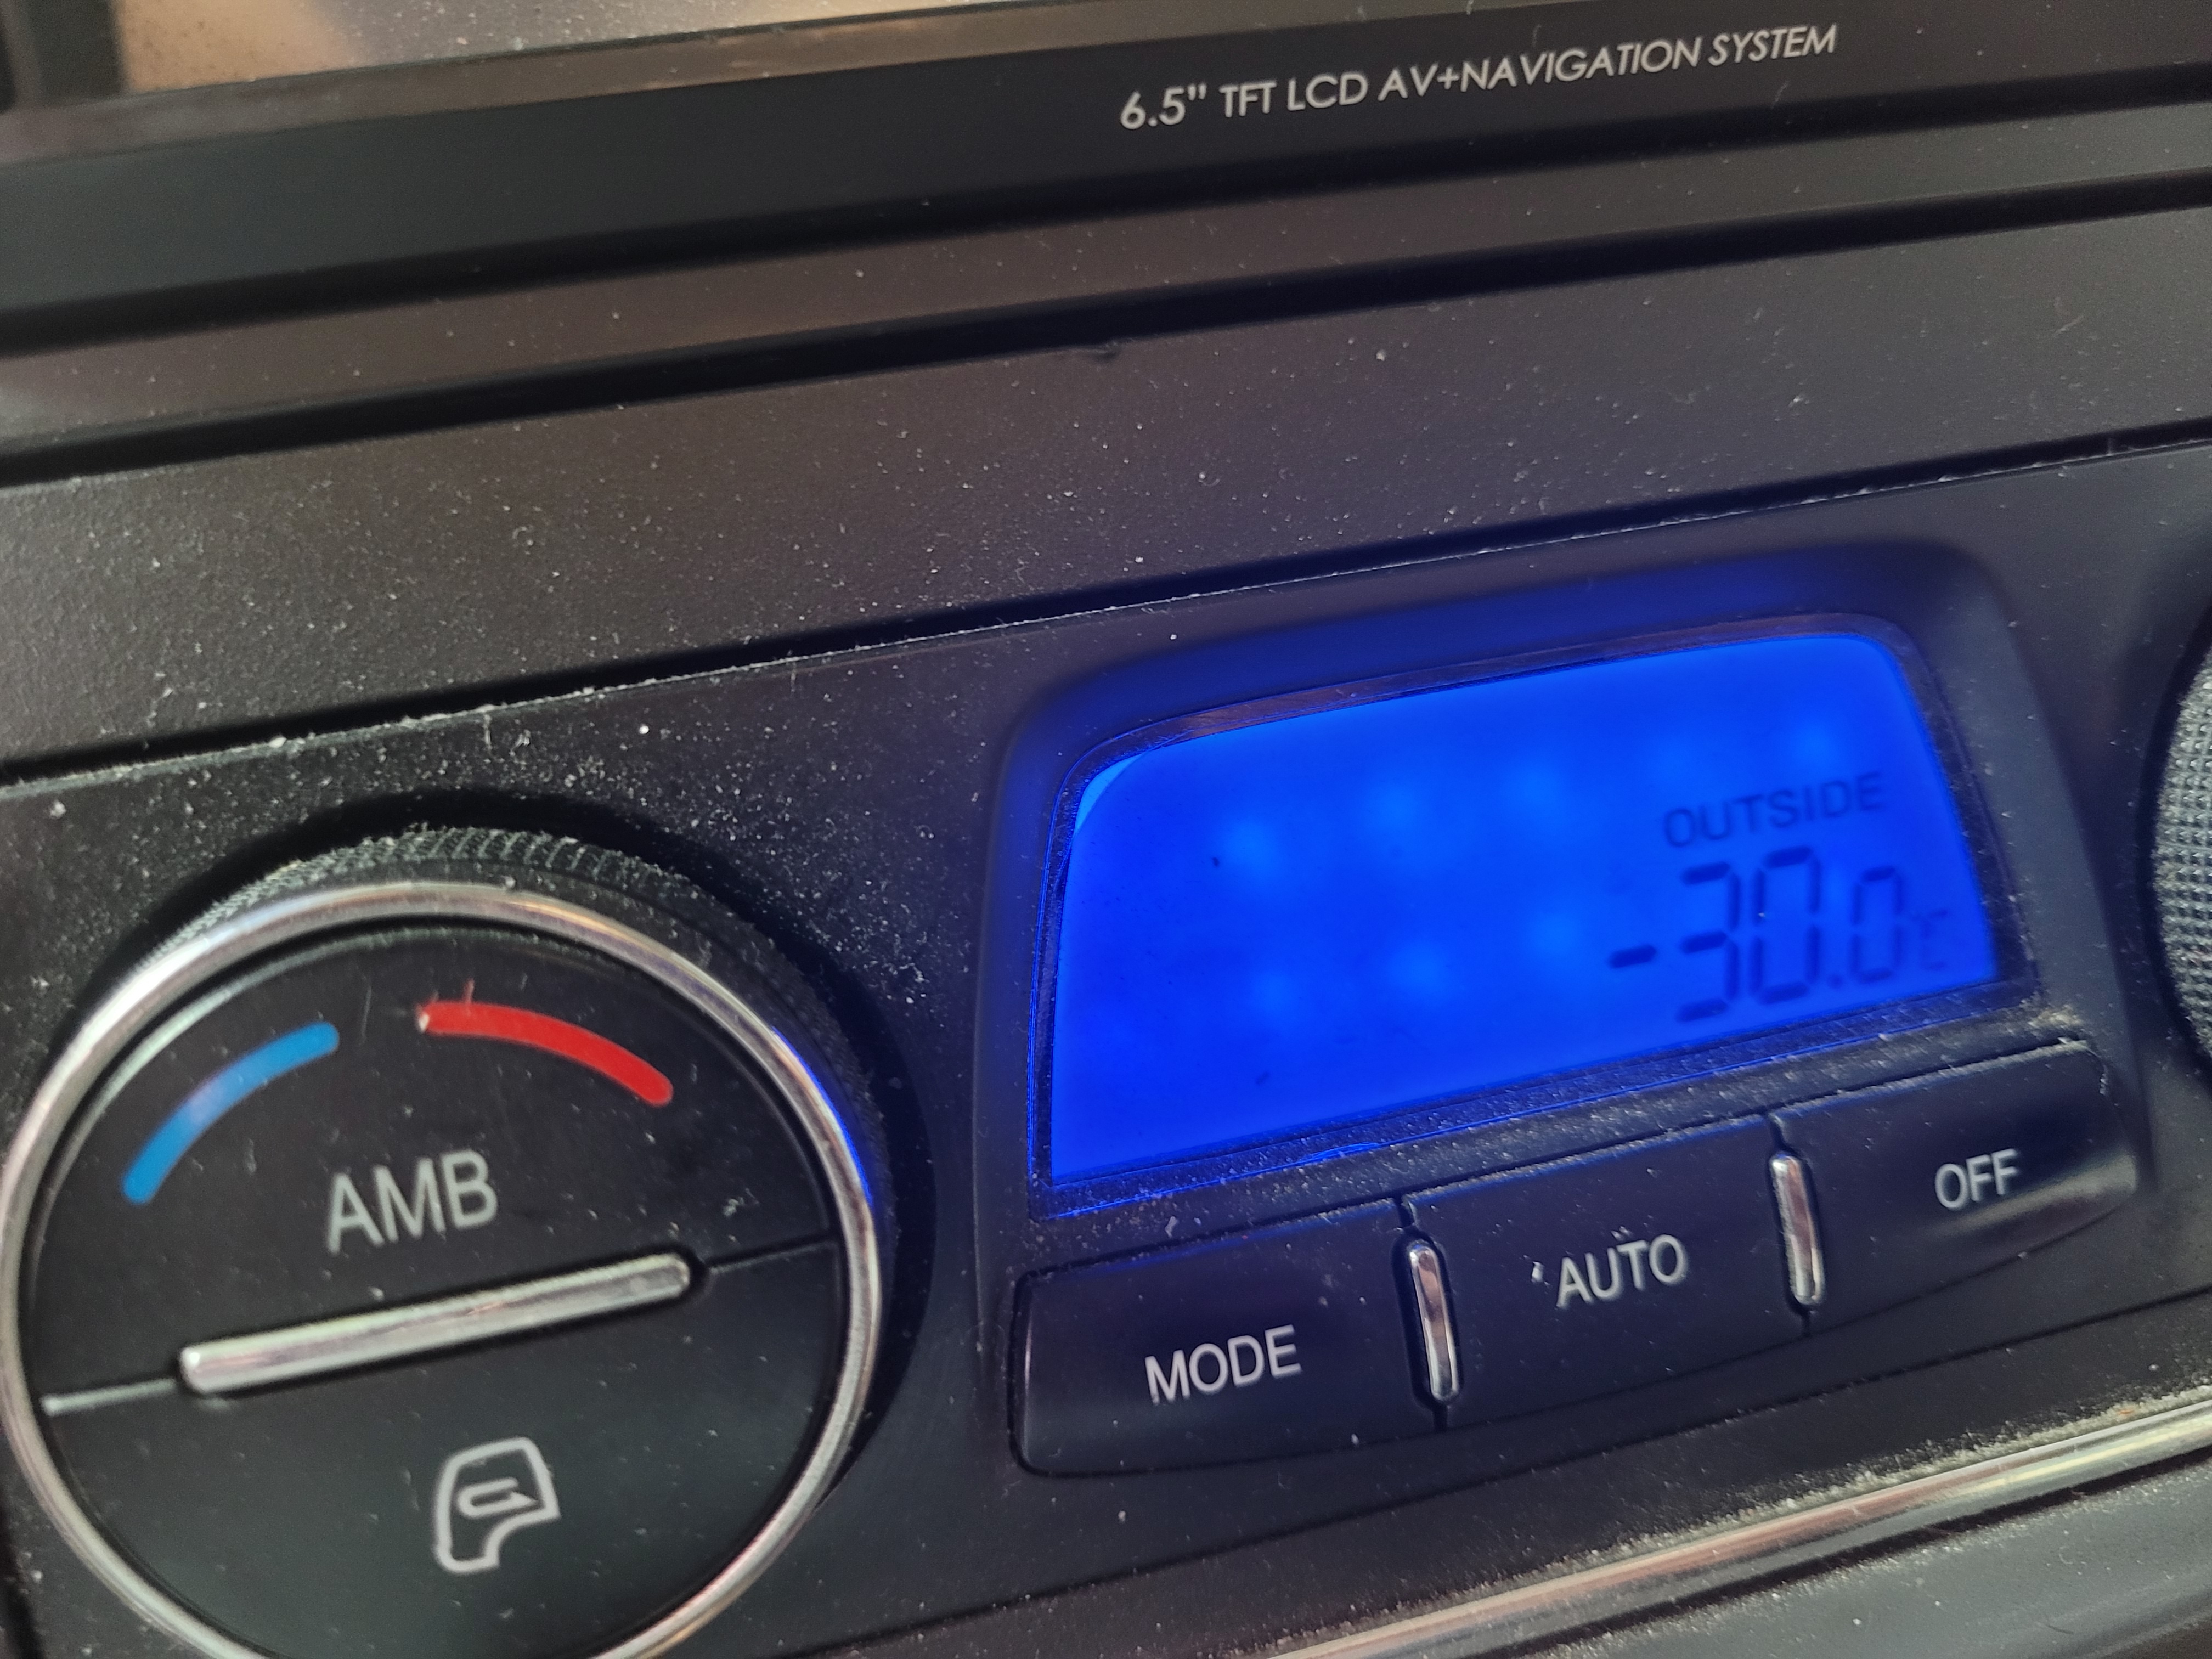 6.5" TFT LCD AV+NAVIGATION SYSTEM
OUTSIDE
-30.0°C
AMB
MODE
AUTO
OFF